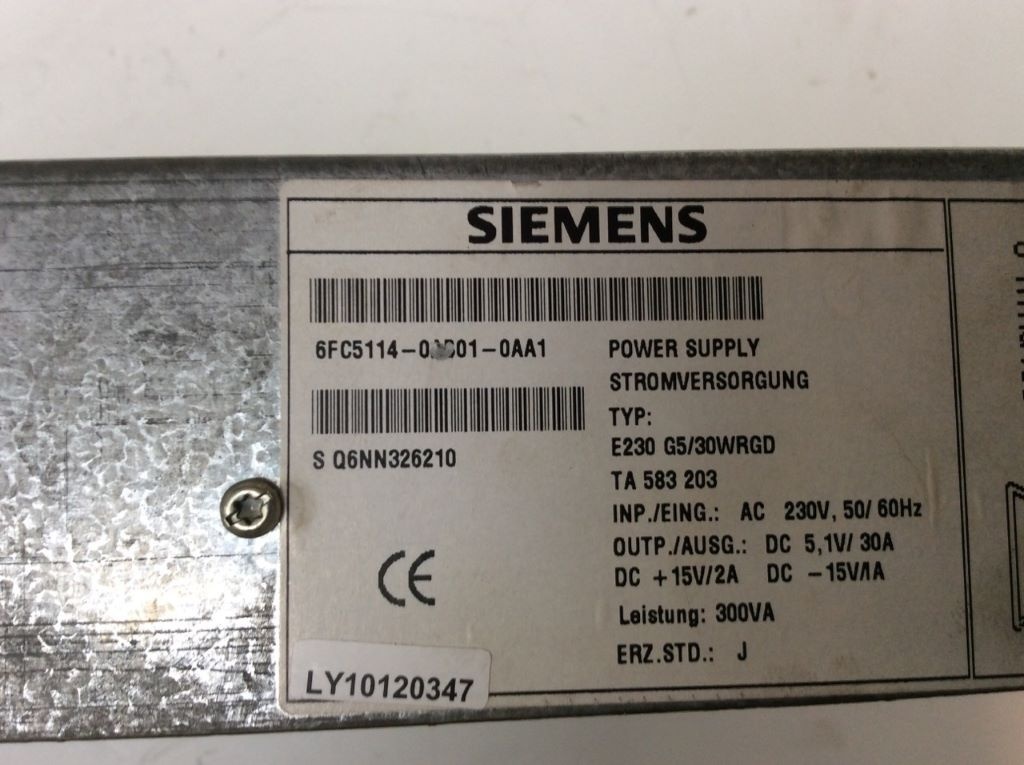 SIEMENS
POWER SUPPLY
STROMVERSORGUNG
S Q6NN326210
TYP:
E230 G5/30WRGD
TA 583 203
INP./EING.: AC 230V, 50/ 60Hz
OUTP./AUSG.: DC 5,1V/ 30A
DC +15V/2A DC -15V/1A
Leistung: 300VA
ERZ.STD.: J
CE
LY10120347